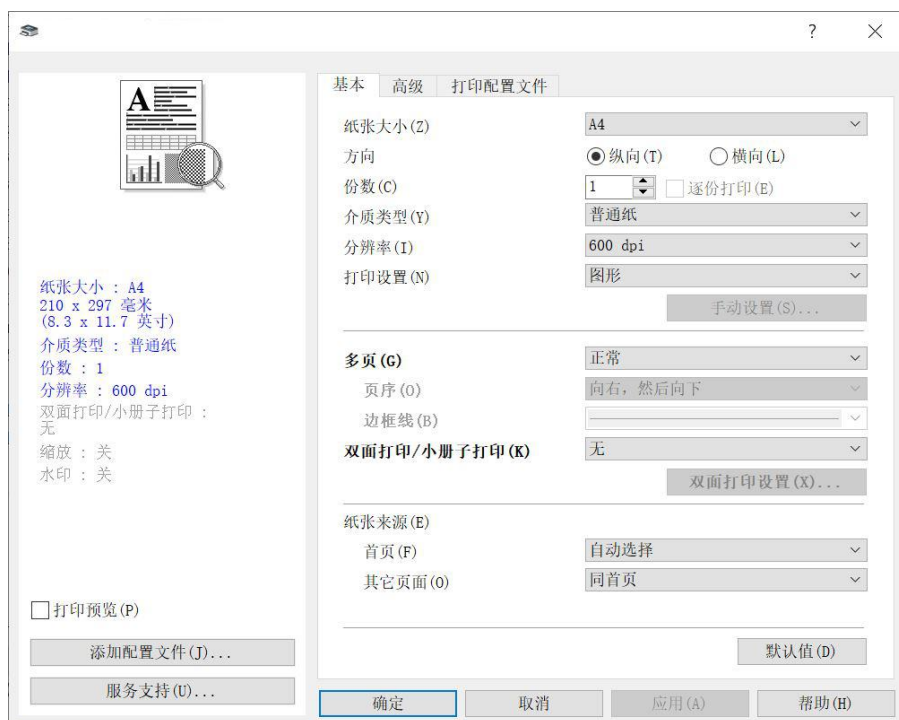 ?
A
纸张大小 : A4
210 x 297 毫米
(8.3 x 11.7 英寸)
介质类型 : 普通纸
份数 : 1
分辨率 : 600 dpi
双面打印/小册子打印 :
无
缩放 : 关
水印 : 关
打印预览(P)
添加配置文件(J)...
服务支持(U)...
基本 高级 打印配置文件
纸张大小(Z) A4
方向 纵向(T) 横向(L)
份数(C) 1 逐份打印(E)
介质类型(Y) 普通纸
分辨率(I) 600 dpi
打印设置(N) 图形
手动设置(S)...
多页(G) 正常
页序(O) 向右, 然后向下
边框线(B)
双面打印/小册子打印(K) 无
双面打印设置(X)...
纸张来源(E)
首页(F) 自动选择
其它页面(O) 同首页
默认值(D)
确定 取消 应用(A) 帮助(H)